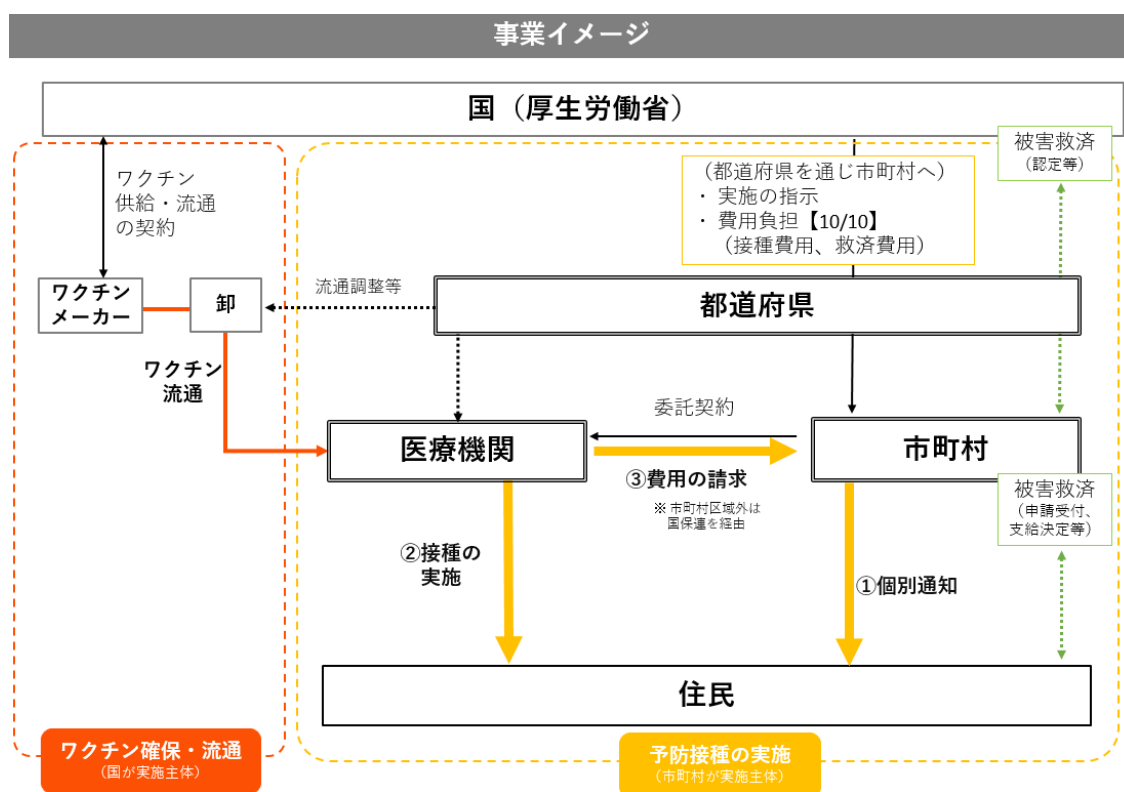 事業イメージ
国（厚生労働省）
被害救済
（認定等）
ワクチン
供給・流通
の契約
（都道府県を通じ市町村へ）
・ 実施の指示
・ 費用負担【10/10】
（接種費用、救済費用）
ワクチン
メーカー
卸
流通調整等
都道府県
ワクチン
流通
委託契約
医療機関
市町村
③費用の請求
※ 市町村区域外は
国保連を経由
被害救済
（申請受付、
支給決定等）
②接種の
実施
①個別通知
住民
ワクチン確保・流通
（国が実施主体）
予防接種の実施
（市町村が実施主体）